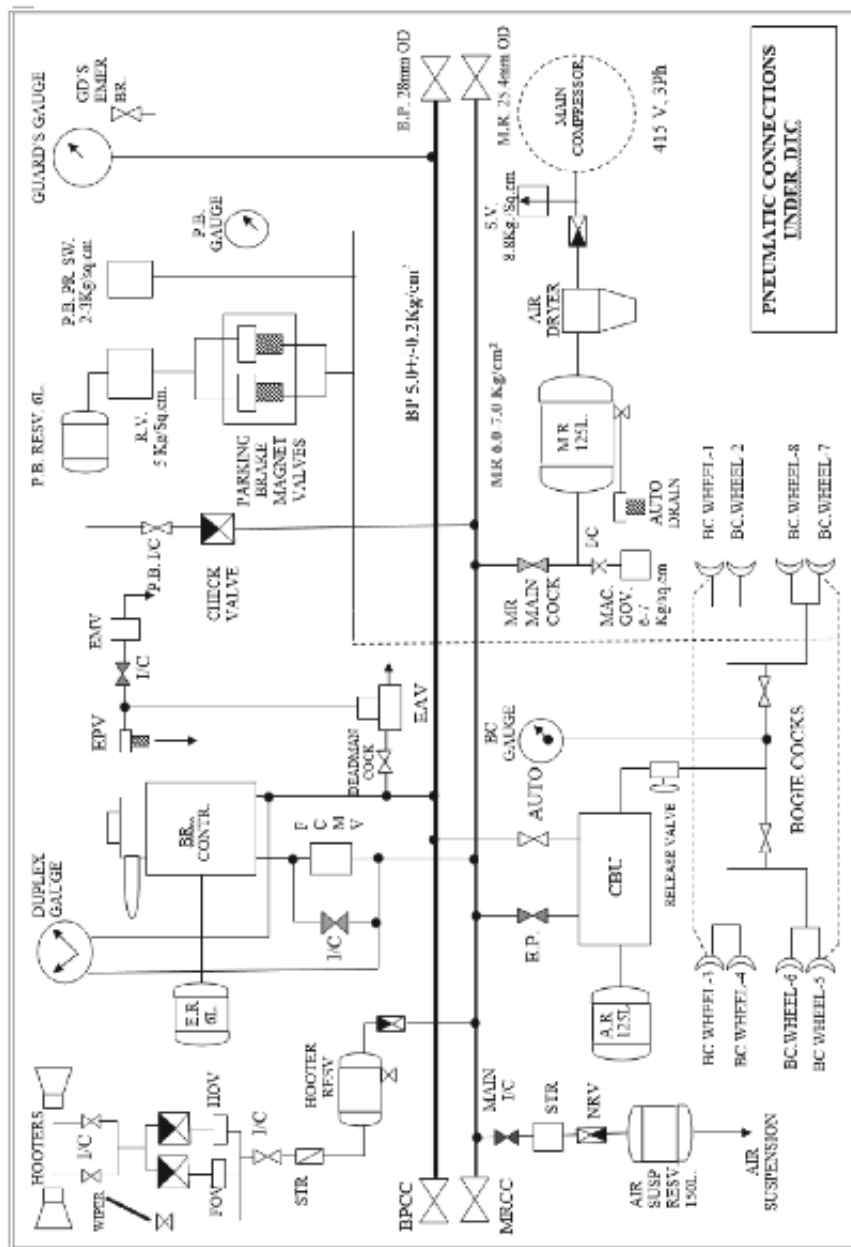 HOOTERS
I/C
WIPER
HOV
FOV
I/C
STR
HOOTER
RESV
DUPLEX
GAUGE
E.R
6L.
BR..
CONTR.
F
C
M
V
I/C
DEADMAN
COCK
EPV
I/C
EMV
EAV
P.B. I/C
CHECK
VALVE
P.B. RESV. 6L.
R.V.
5 Kg/Sq.cm
PARKING
BRAKE
MAGNET
VALVES
P.B. PR. SW.
2-3Kg/sq.cm
P.B.
GAUGE
GUARD'S GAUGE
GD'S
EMER
BR.
BPCC
BP 5.0+/-0.2Kg/cm²
B.P. 28mm OD
MRCC
MR 6.0-7.0 Kg/cm²
M.R. 25.4mm OD
MAIN
I/C
STR
NRV
AIR
SUSP
RESV
150L.
AIR
SUSPENSION
E.P.
AUTO
BC
GAUGE
CBU
A.R
125L
RELEASE VALVE
BOGIE COCKS
BC WHEEL-3
BC WHEEL-4
BC.WHEEL-6
BC WHEEL-5
BC WHEEL-1
BC.WHEEL-2
BC.WHEEL-8
BC.WHEEL-7
MR
MAIN
COCK
I/C
MAC.
GOV.
6-7
Kg/sq.cm
AUTO
DRAIN
M R
125L.
AIR
DRYER
S.V.
8.8Kg./Sq.cm
MAIN
COMPRESSOR
415 V, 3Ph
PNEUMATIC CONNECTIONS
UNDER DTC